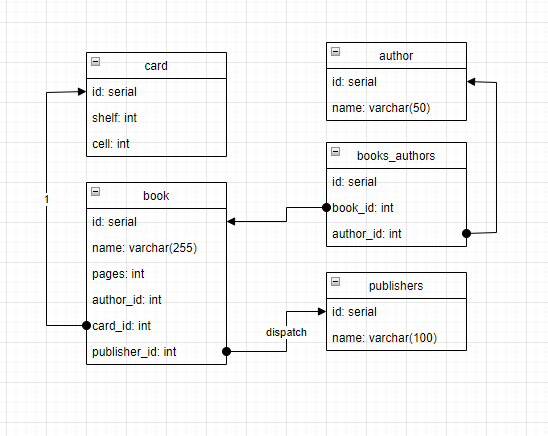 card
id: serial
shelf: int
cell: int
author
id: serial
name: varchar(50)
books_authors
id: serial
book_id: int
author_id: int
1
book
id: serial
name: varchar(255)
pages: int
author_id: int
card_id: int
publisher_id: int
dispatch
publishers
id: serial
name: varchar(100)